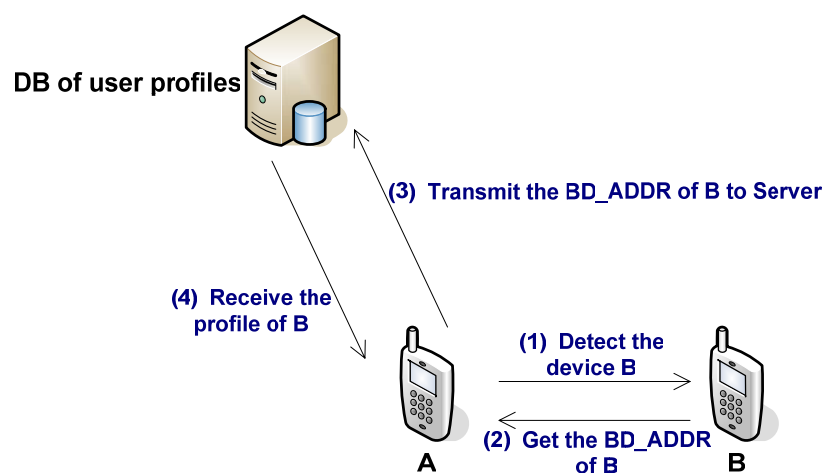 DB of user profiles
(3) Transmit the BD_ADDR of B to Server
(4) Receive the
profile of B
(1) Detect the
device B
(2) Get the BD_ADDR
of B
A
B